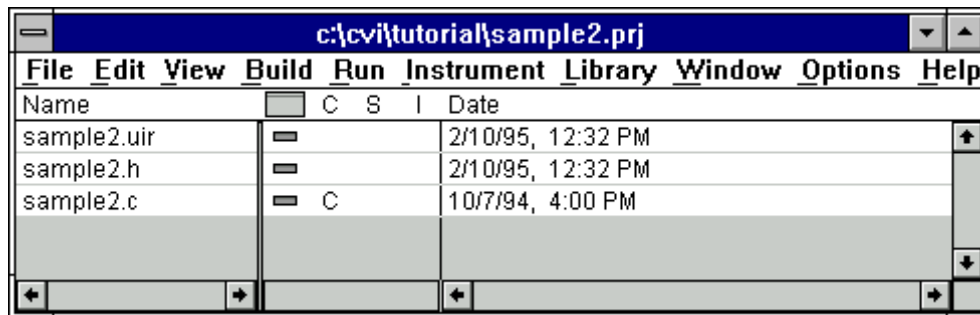 c:\cvi\tutorial\sample2.prj
File Edit View Build Run Instrument Library Window Options Help
Name C S I Date
sample2.uir 2/10/95, 12:32 PM
sample2.h 2/10/95, 12:32 PM
sample2.c C 10/7/94, 4:00 PM